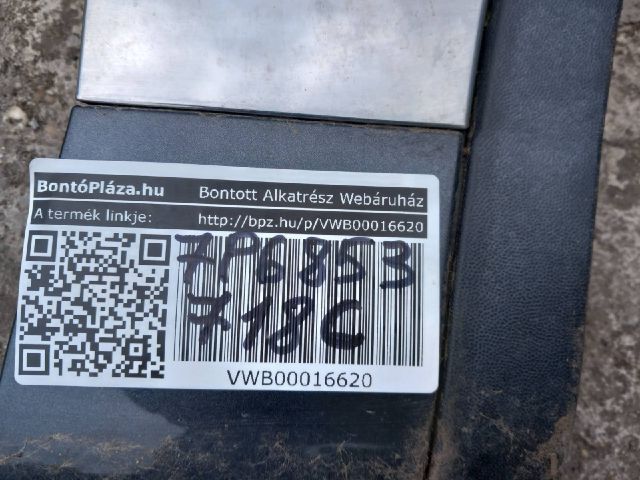 BontóPláza.hu Bontott Alkatrész Webáruház
A termék linkje: http://bpz.hu/p/VWB00016620
7P6853
718C
VWB00016620